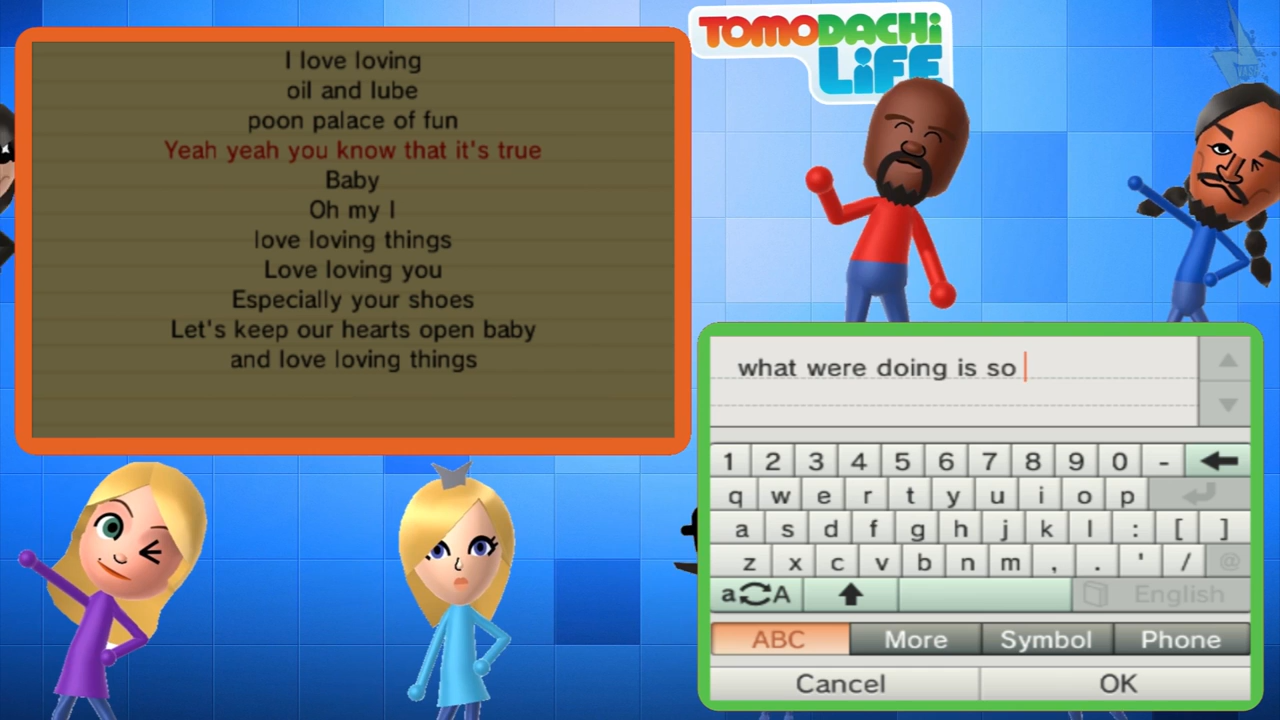 I love loving
oil and lube
poon palace of fun
Yeah yeah you know that it's true
Baby
Oh my I
love loving things
Love loving you
Especially your shoes
Let's keep our hearts open baby
and love loving things
TOMODACHi
LiFE
what were doing is so
1 2 3 4 5 6 7 8 9 0 -
q w e r t y u i o p
a s d f g h j k l : [ ]
z x c v b n m , . ' / @
a A English
ABC More Symbol Phone
Cancel OK